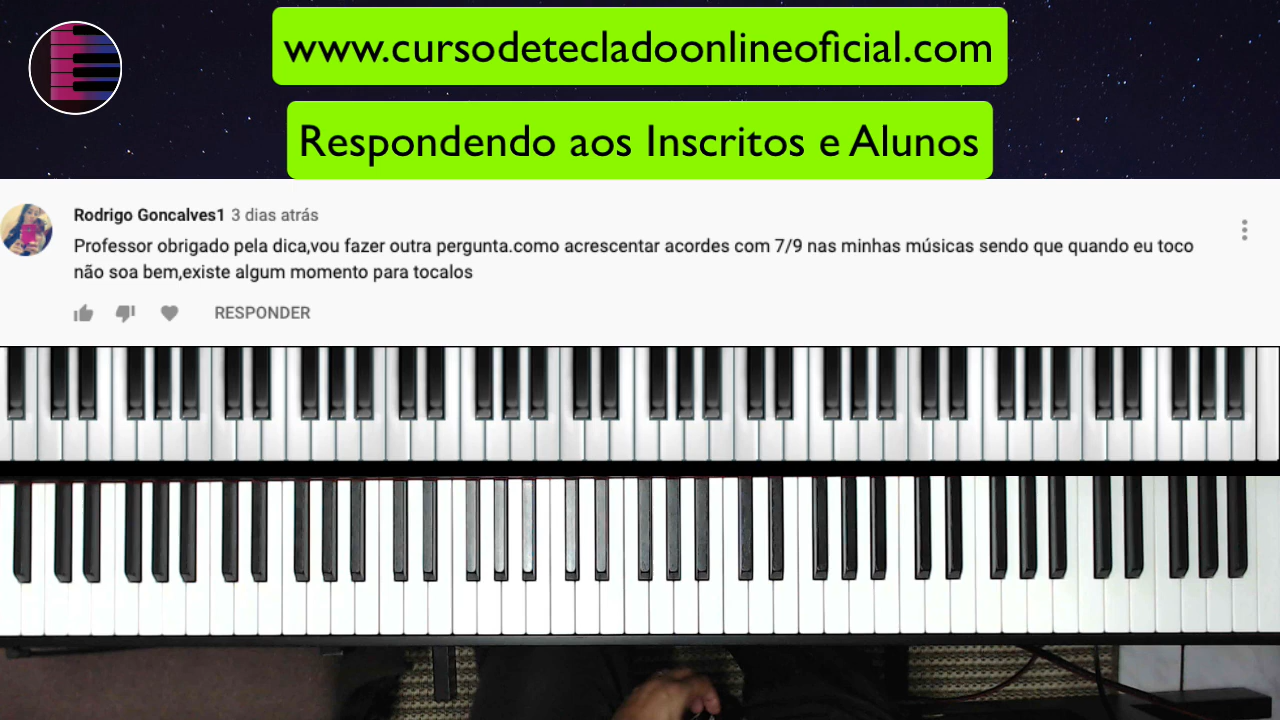 www.cursodetecladoonlineoficial.com
Respondendo aos Inscritos e Alunos
Rodrigo Goncalves1 3 dias atrás
Professor obrigado pela dica,vou fazer outra pergunta.como acrescentar acordes com 7/9 nas minhas músicas sendo que quando eu toco
não soa bem,existe algum momento para tocalos
RESPONDER